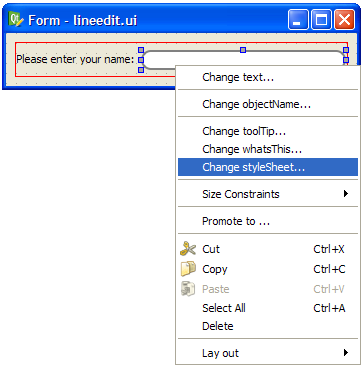 Form - lineedit.ui
Please enter your name:
Change text...
Change objectName...
Change toolTip...
Change whatsThis...
Change styleSheet...
Size Constraints
Promote to ...
Cut Ctrl+X
Copy Ctrl+C
Paste Ctrl+V
Select All Ctrl+A
Delete
Lay out